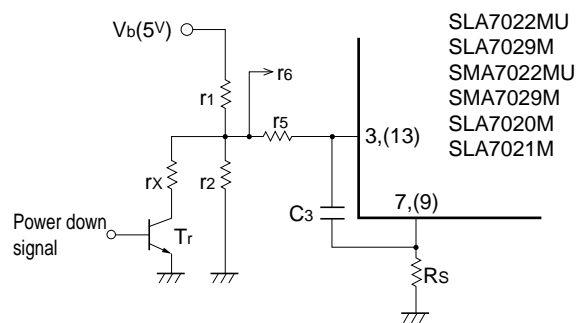 SLA7022MU
SLA7029M
SMA7022MU
SMA7029M
SLA7020M
SLA7021M
Vb(5V)
r6
r1
r5
3,(13)
rX
r2
C3
7,(9)
Power down
signal
Tr
RS